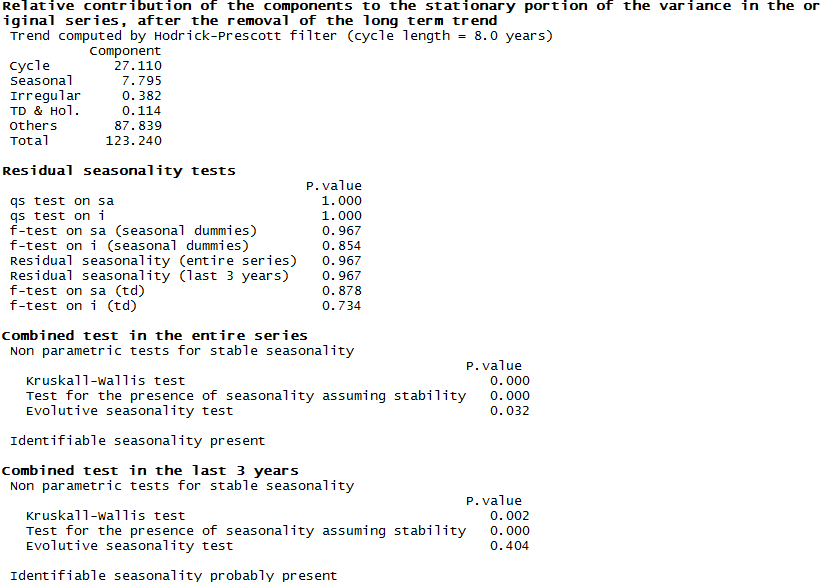 Relative contribution of the components to the stationary portion of the variance in the or
iginal series, after the removal of the long term trend
Trend computed by Hodrick-Prescott filter (cycle length = 8.0 years)
Component
Cycle 27.110
Seasonal 7.795
Irregular 0.382
TD & Hol. 0.114
Others 87.839
Total 123.240
Residual seasonality tests
P.value
qs test on sa 1.000
qs test on i 1.000
f-test on sa (seasonal dummies) 0.967
f-test on i (seasonal dummies) 0.854
Residual seasonality (entire series) 0.967
Residual seasonality (last 3 years) 0.967
f-test on sa (td) 0.878
f-test on i (td) 0.734
Combined test in the entire series
Non parametric tests for stable seasonality
P.value
Kruskall-Wallis test 0.000
Test for the presence of seasonality assuming stability 0.000
Evolutive seasonality test 0.032
Identifiable seasonality present
Combined test in the last 3 years
Non parametric tests for stable seasonality
P.value
Kruskall-Wallis test 0.002
Test for the presence of seasonality assuming stability 0.000
Evolutive seasonality test 0.404
Identifiable seasonality probably present